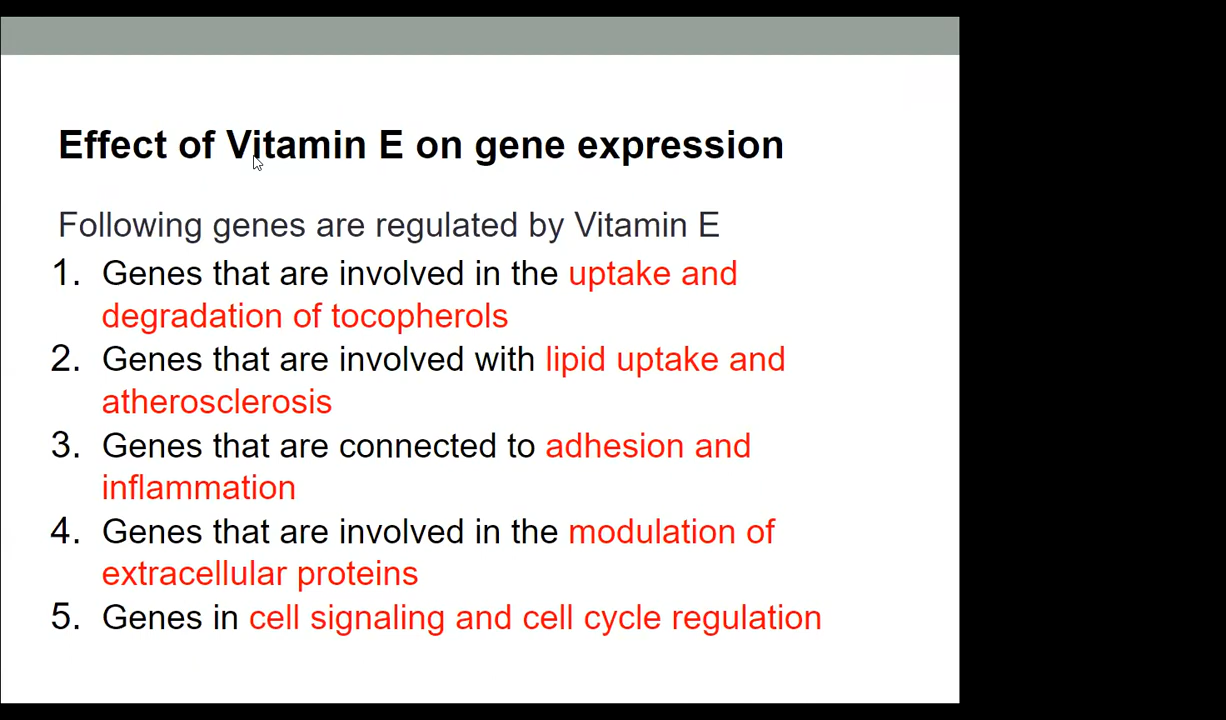 Effect of Vitamin E on gene expression
Following genes are regulated by Vitamin E
1. Genes that are involved in the uptake and
degradation of tocopherols
2. Genes that are involved with lipid uptake and
atherosclerosis
3. Genes that are connected to adhesion and
inflammation
4. Genes that are involved in the modulation of
extracellular proteins
5. Genes in cell signaling and cell cycle regulation